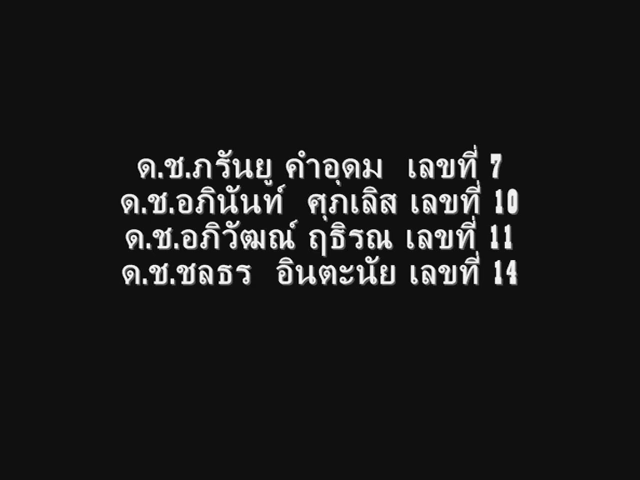 ด.ช.ภรันยู คำอุดม เลขที่ 7
ด.ช.อภินันท์ ศุภเลิส เลขที่ 10
ด.ช.อภิวัฒณ์ ฤธิรณ เลขที่ 11
ด.ช.ชลธร อินตะนัย เลขที่ 14